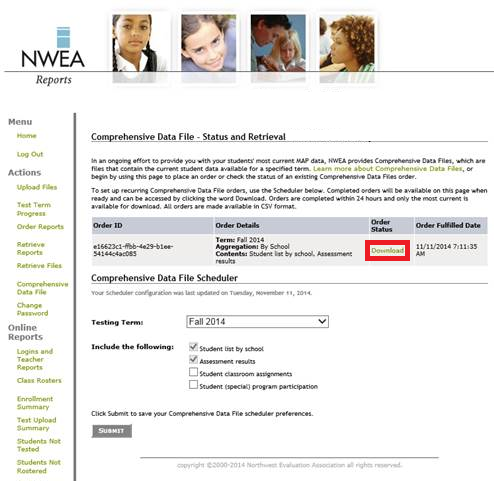 NWEA
Reports
Menu
Home
Log Out
Actions
Upload Files
Test Term
Progress
Order Reports
Retrieve
Reports
Retrieve Files
Comprehensive
Data File
Change
Password
Online
Reports
Logins and
Teacher
Reports
Class Rosters
Enrollment
Summary
Test Upload
Summary
Students Not
Tested
Students Not
Rostered
Comprehensive Data File - Status and Retrieval
In an ongoing effort to provide you with your students' most current MAP data, NWEA provides Comprehensive Data Files, which are
files that contain the current student data available for a specified term. Learn more about Comprehensive Data Files, or
begin by using this page to place an order or check the status of an existing Comprehensive Data Files order.
To set up recurring Comprehensive Data File orders, use the Scheduler below. Completed orders will be available on this page when
ready and can be accessed by clicking the word Download. Orders are completed within 24 hours and only the most current is
available for download. All orders are made available in CSV format.
Order ID Order Details Order Status Order Fulfilled Date
e16623c1-ffbb-4e29-b1ee-
54144c4ac085
Term: Fall 2014
Aggregation: By School
Contents: Student list by school, Assessment
results
Download
11/11/2014 7:11:35
AM
Comprehensive Data File Scheduler
Your Scheduler configuration was last updated on Tuesday, November 11, 2014.
Testing Term: Fall 2014
Include the following: Student list by school
Assessment results
Student classroom assignments
Student (special) program participation
Click Submit to save your Comprehensive Data File scheduler preferences.
SUBMIT
copyright ©2000-2014 Northwest Evaluation Association all rights reserved.